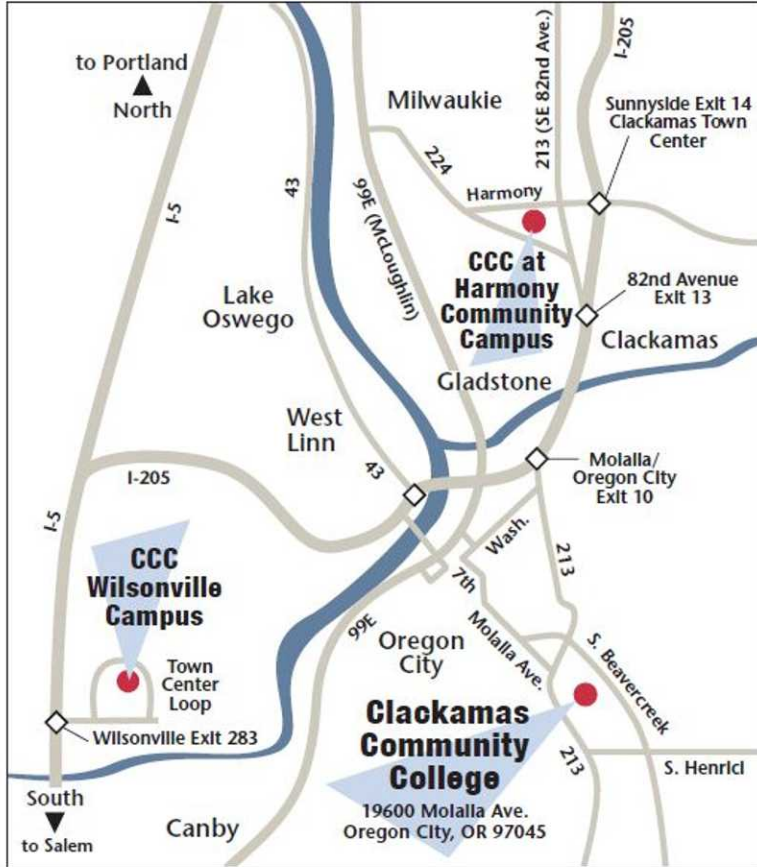 to Portland
North
I-5
43
Milwaukie
224
99E (McLoughlin)
213 (SE 82nd Ave.)
I-205
Sunnyside Exit 14
Clackamas Town
Center
Harmony
CCC at
Harmony
Community
Campus
82nd Avenue
Exit 13
Clackamas
Lake
Oswego
Gladstone
West
Linn
43
I-205
Molalla/
Oregon City
Exit 10
I-5
CCC
Wilsonville
Campus
Wash.
7th
213
99E
Oregon
City
Molalla Ave.
S. Beavercreek
Town
Center
Loop
Wilsonville Exit 283
Clackamas
Community
College
19600 Molalla Ave.
Oregon City, OR 97045
213
S. Henrici
South
to Salem
Canby